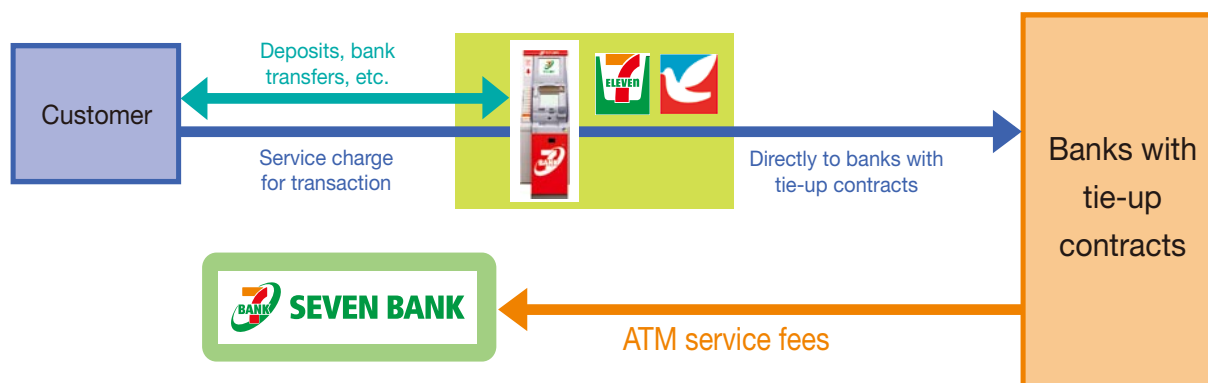 Customer
Deposits, bank
transfers, etc.
Service charge
for transaction
ELEVEN
BANK
Directly to banks with
tie-up contracts
Banks with
tie-up
contracts
BANK
SEVEN BANK
ATM service fees